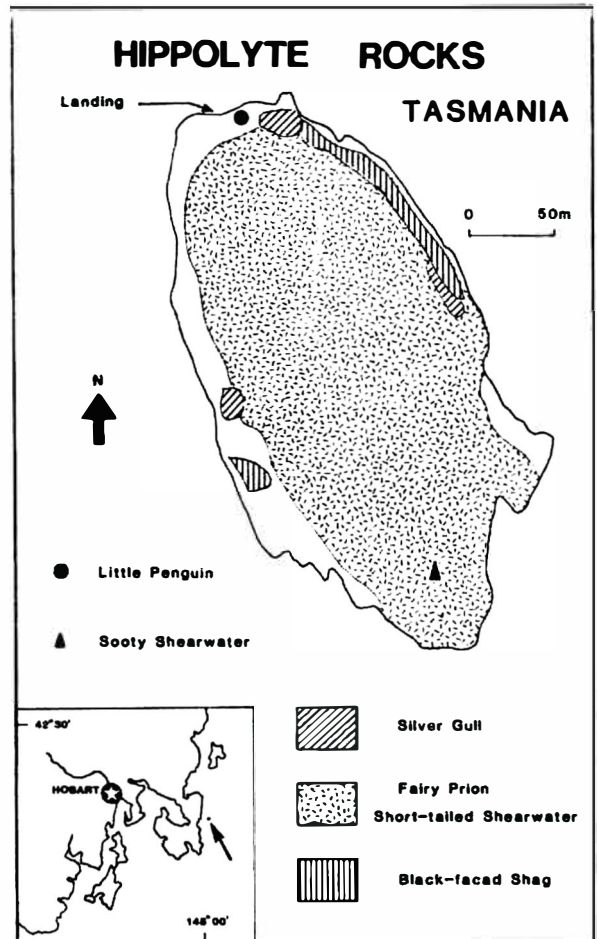 HIPPOLYTE ROCKS
Landing
TASMANIA
0 50m
N
Little Penguin
Sooty Shearwater
42°30'
HOBART
148°00'
Silver Gull
Fairy Prion
Short-tailed Shearwater
Black-facad Shag